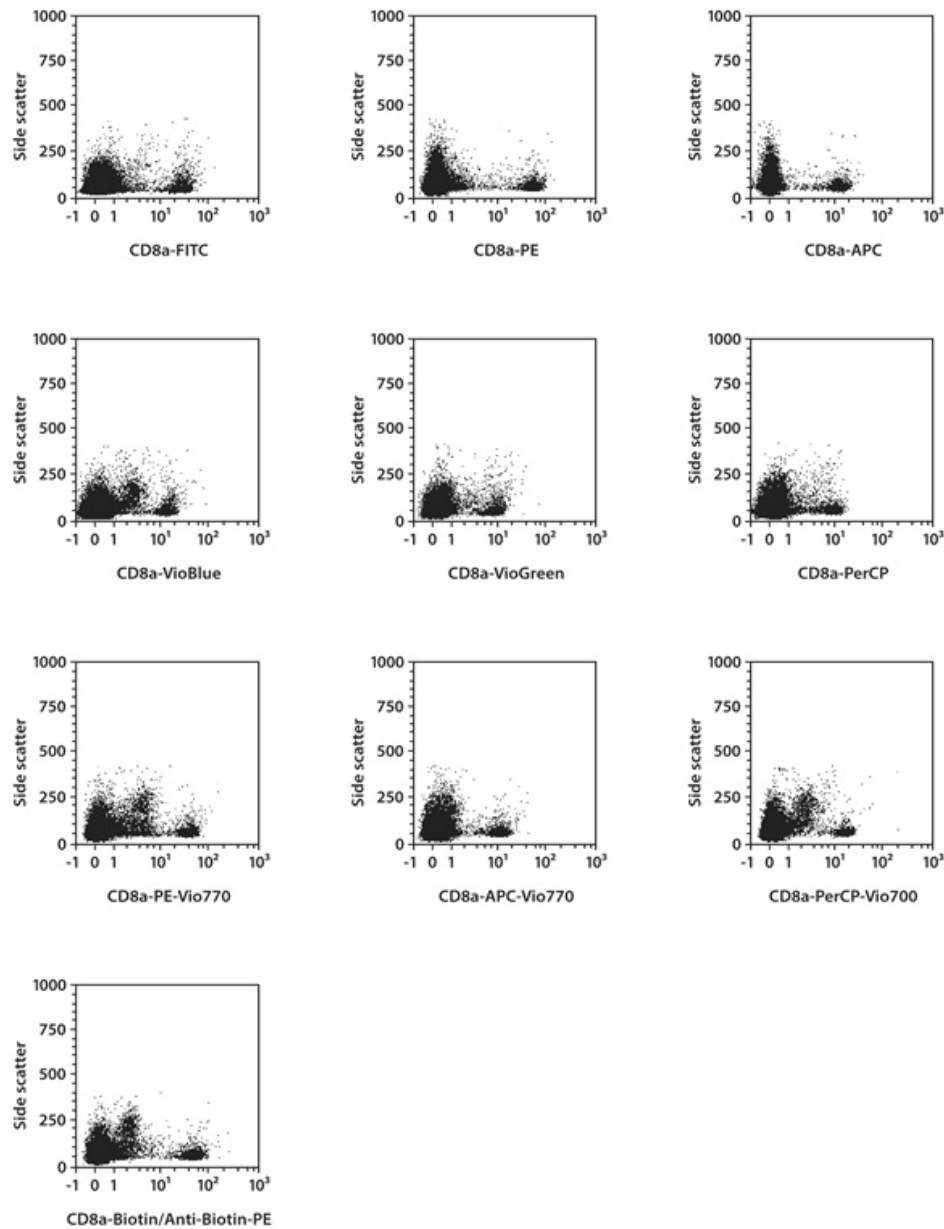 1000
750
Side scatter
500
250
0
-1 0 1 10¹ 10² 10³
CD8a-FITC
1000
750
Side scatter
500
250
0
-1 0 1 10¹ 10² 10³
CD8a-PE
1000
750
Side scatter
500
250
0
-1 0 1 10¹ 10² 10³
CD8a-APC
1000
750
Side scatter
500
250
0
-1 0 1 10¹ 10² 10³
CD8a-VioBlue
1000
750
Side scatter
500
250
0
-1 0 1 10¹ 10² 10³
CD8a-VioGreen
1000
750
Side scatter
500
250
0
-1 0 1 10¹ 10² 10³
CD8a-PerCP
1000
750
Side scatter
500
250
0
-1 0 1 10¹ 10² 10³
CD8a-PE-Vio770
1000
750
Side scatter
500
250
0
-1 0 1 10¹ 10² 10³
CD8a-APC-Vio770
1000
750
Side scatter
500
250
0
-1 0 1 10¹ 10² 10³
CD8a-PerCP-Vio700
1000
750
Side scatter
500
250
0
-1 0 1 10¹ 10² 10³
CD8a-Biotin/Anti-Biotin-PE